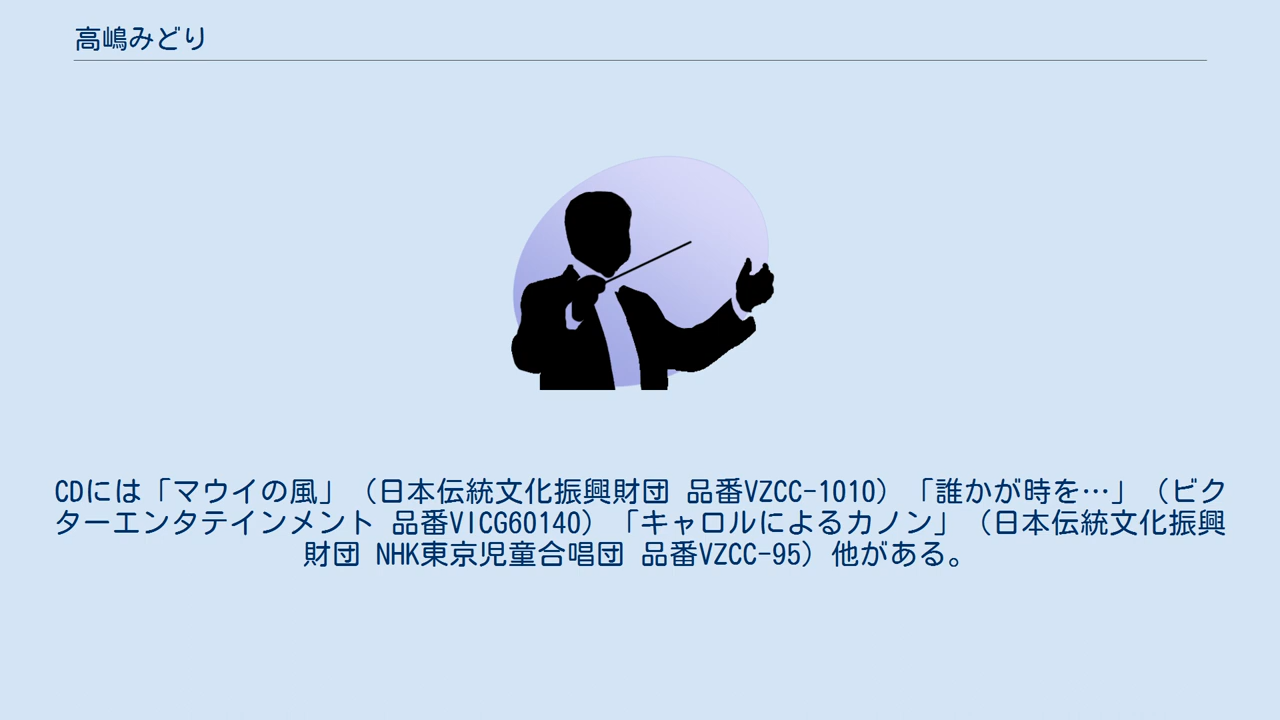 高嶋みどり
CDには「マウイの風」（日本伝統文化振興財団 品番VZCC-1010）「誰かが時を…」（ビク
ターエンタテインメント 品番VICG60140）「キャロルによるカノン」（日本伝統文化振興
財団 NHK東京児童合唱団 品番VZCC-95）他がある。